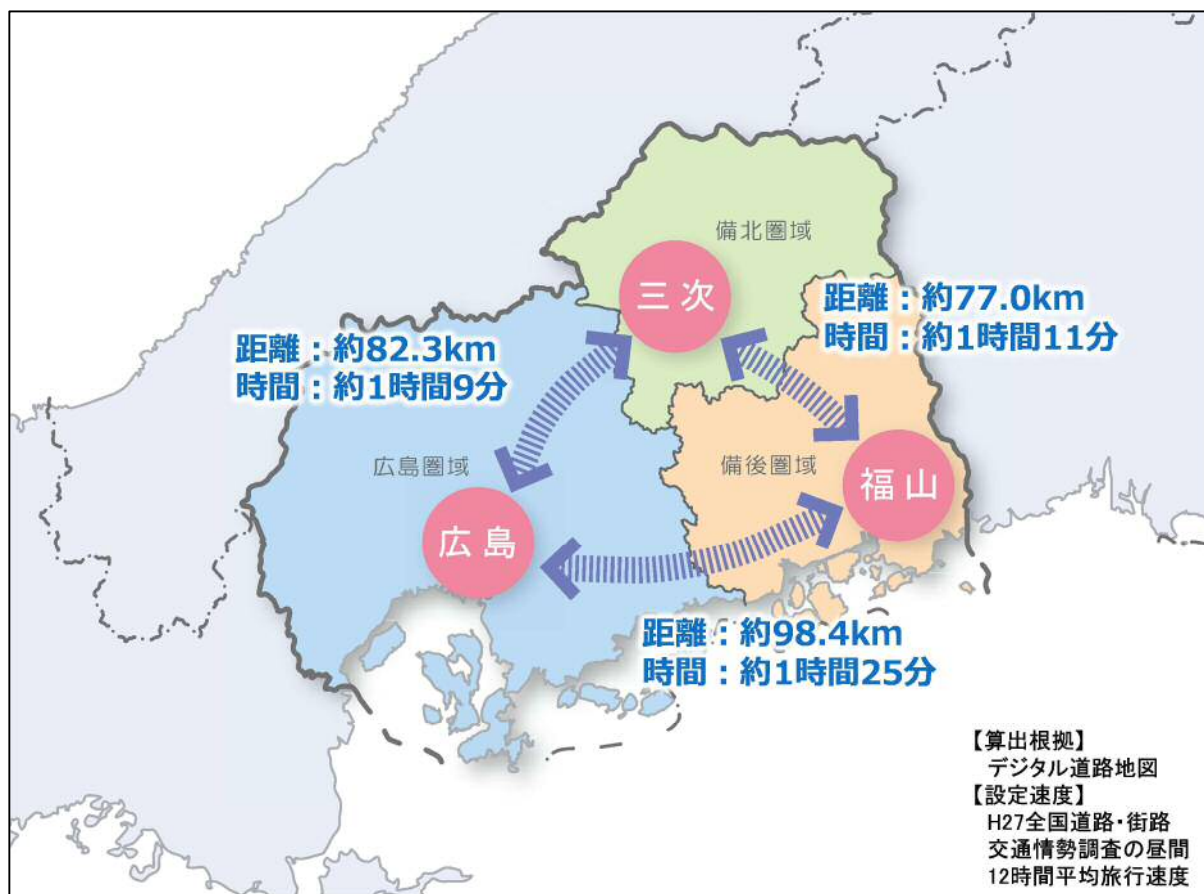 備北圏域
三次
距離：約77.0km
時間：約1時間11分
距離：約82.3km
時間：約1時間9分
広島圏域
備後圏域
福山
広島
距離：約98.4km
時間：約1時間25分
【算出根拠】
デジタル道路地図
【設定速度】
H27全国道路・街路
交通情勢調査の昼間
12時間平均旅行速度